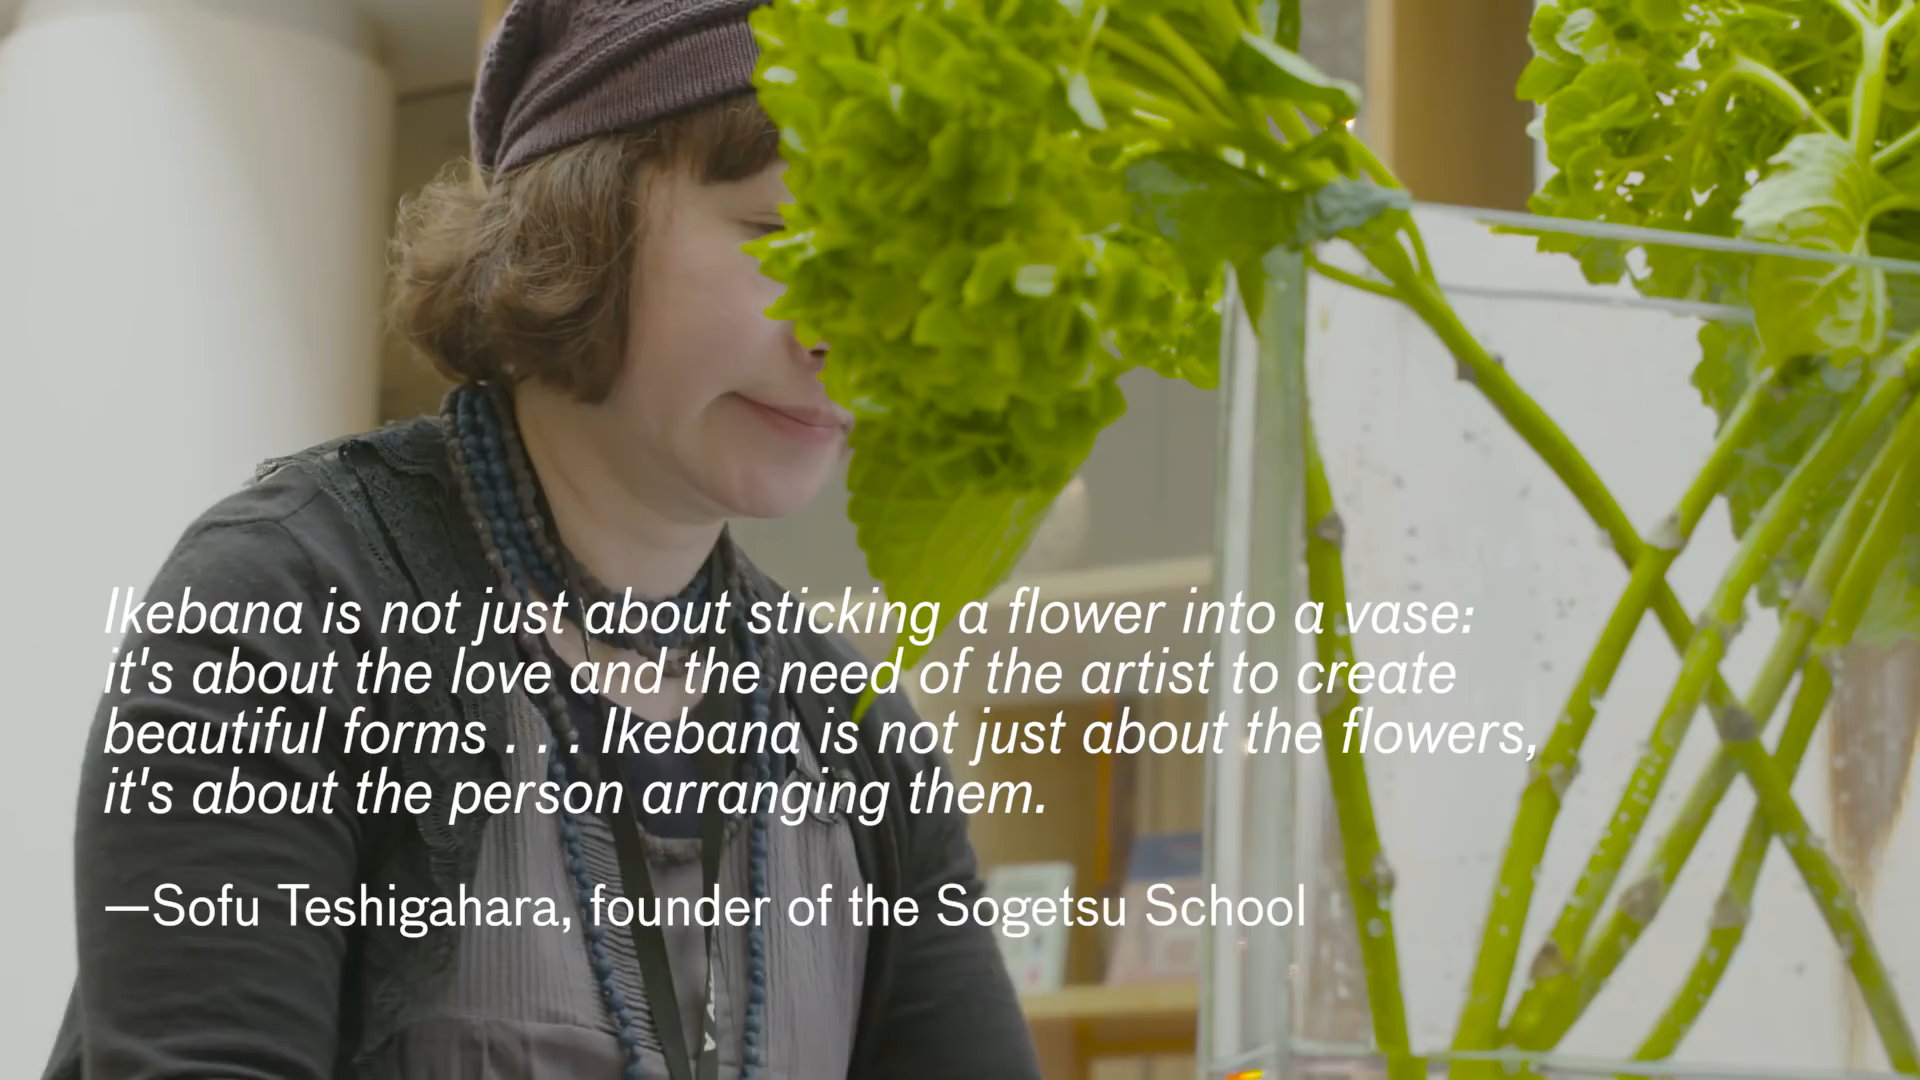 Ikebana is not just about sticking a flower into a vase:
it's about the love and the need of the artist to create
beautiful forms . . . Ikebana is not just about the flowers,
it's about the person arranging them.
—Sofu Teshigahara, founder of the Sogetsu School